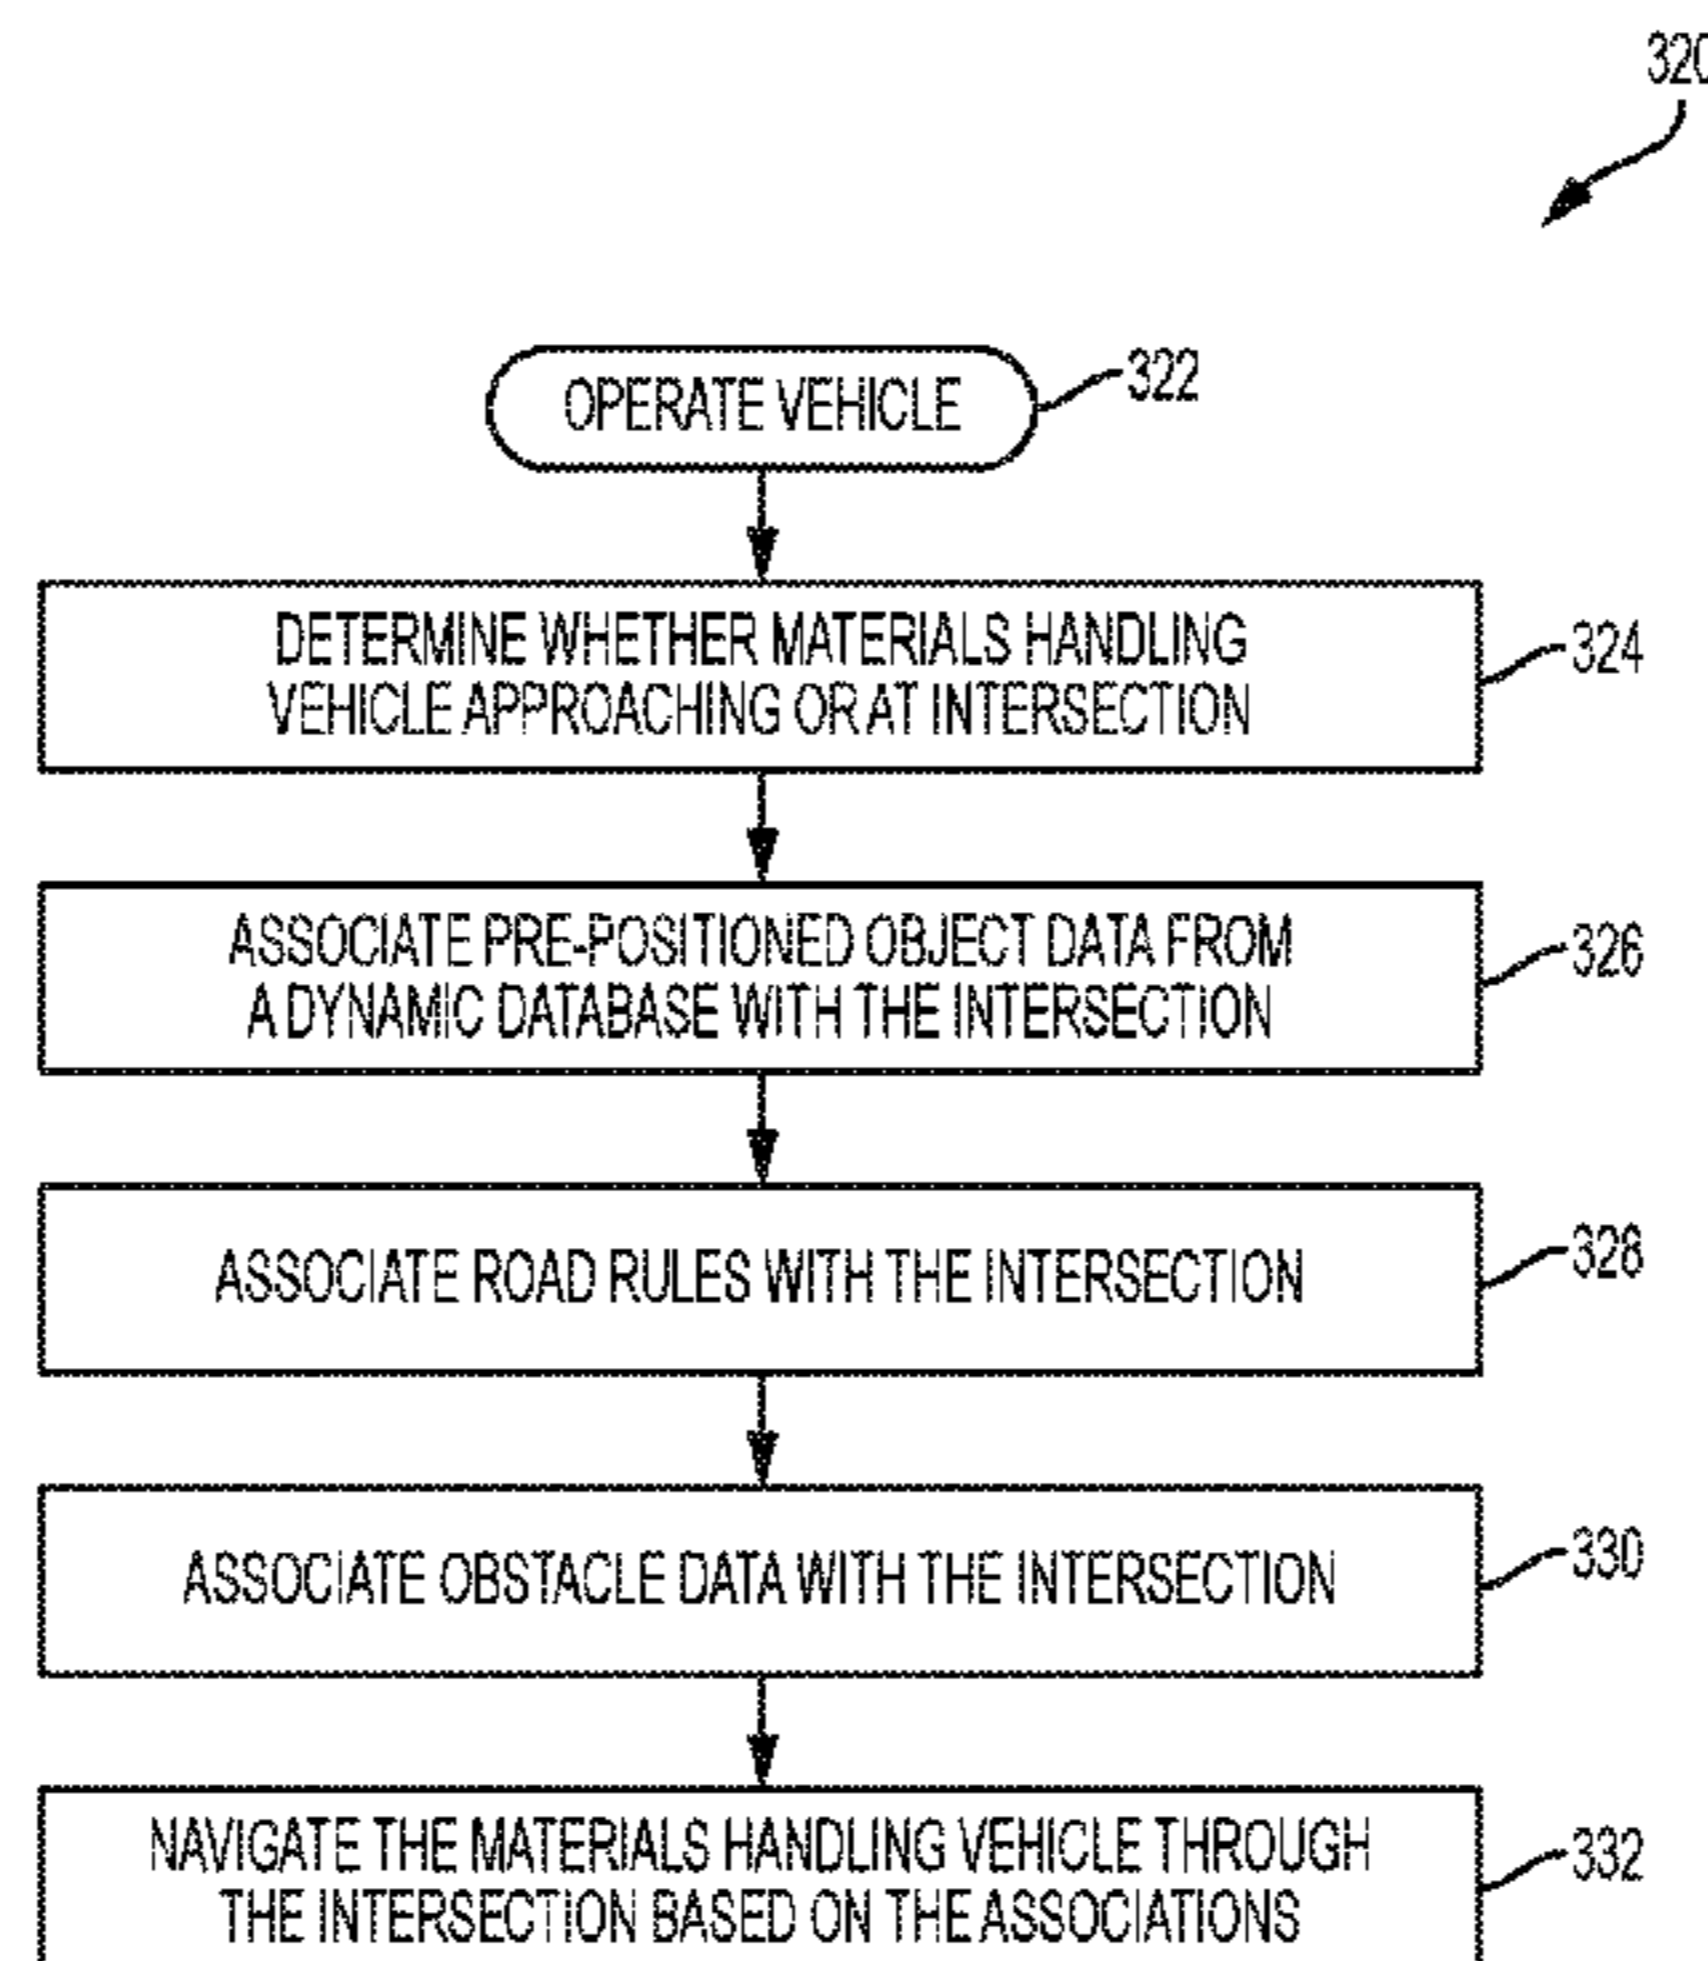 320
OPERATE VEHICLE
322
DETERMINE WHETHER MATERIALS HANDLING
VEHICLE APPROACHING OR AT INTERSECTION
324
ASSOCIATE PRE-POSITIONED OBJECT DATA FROM
A DYNAMIC DATABASE WITH THE INTERSECTION
326
ASSOCIATE ROAD RULES WITH THE INTERSECTION
328
ASSOCIATE OBSTACLE DATA WITH THE INTERSECTION
330
NAVIGATE THE MATERIALS HANDLING VEHICLE THROUGH
THE INTERSECTION BASED ON THE ASSOCIATIONS
332